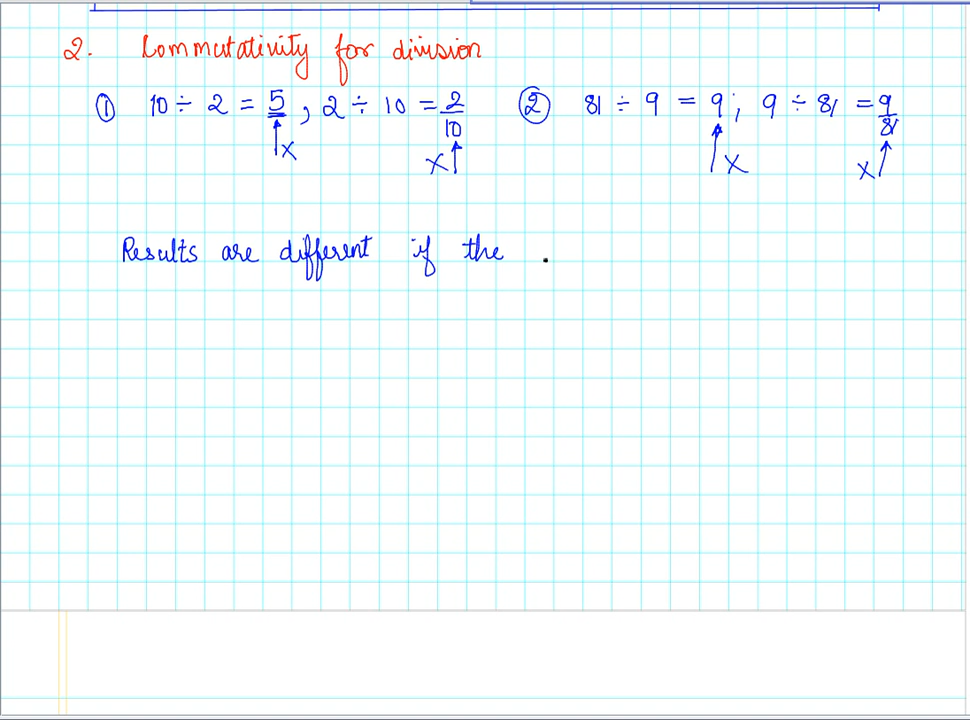 2. Commutativity for division
① 10 ÷ 2 = 5 , 2 ÷ 10 = 2/10 ② 81 ÷ 9 = 9 ; 9 ÷ 81 = 9/81
x x x x
Results are different if the